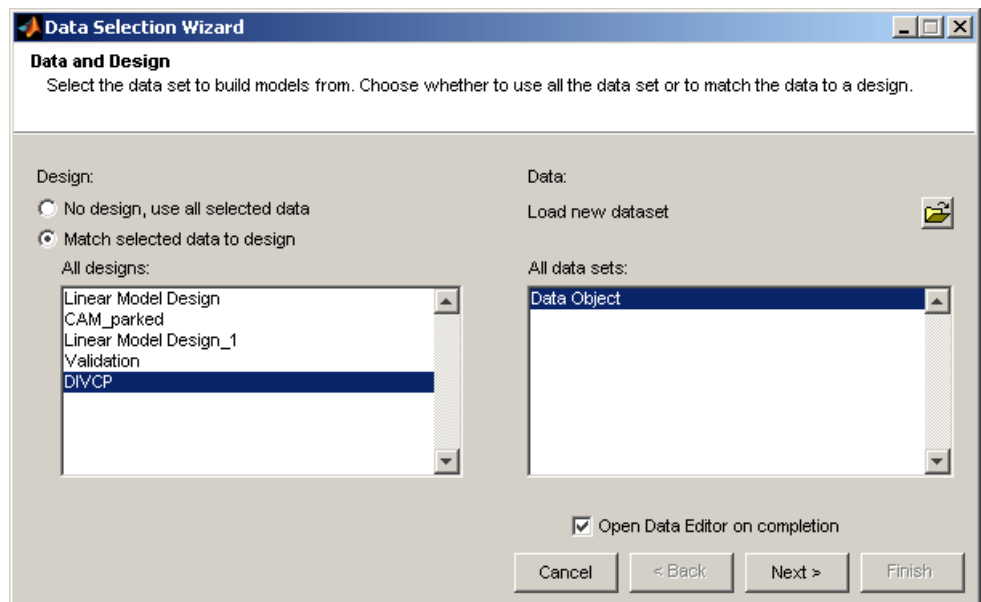 Data Selection Wizard
Data and Design
Select the data set to build models from. Choose whether to use all the data set or to match the data to a design.
Design:
No design, use all selected data
Match selected data to design
All designs:
Linear Model Design
CAM_parked
Linear Model Design_1
Validation
DIVCP
Data:
Load new dataset
All data sets:
Data Object
Open Data Editor on completion
Cancel
< Back
Next >
Finish